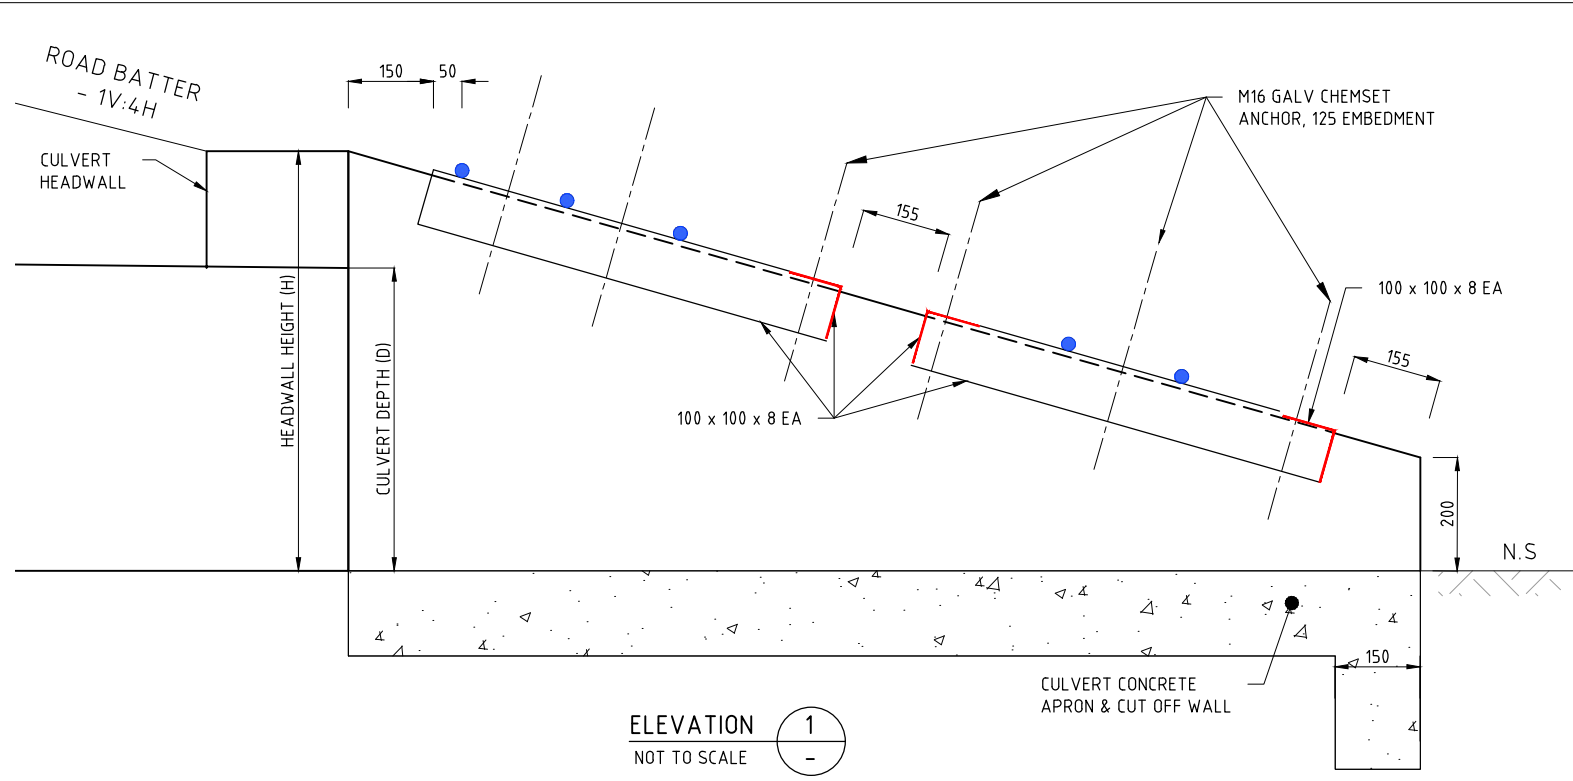 ROAD BATTER
- 1V:4H
150
50
M16 GALV CHEMSET
ANCHOR, 125 EMBEDMENT
CULVERT
HEADWALL
155
HEADWALL HEIGHT (H)
CULVERT DEPTH (D)
100 x 100 x 8 EA
155
100 x 100 x 8 EA
200
N.S
150
CULVERT CONCRETE
APRON & CUT OFF WALL
ELEVATION
1
NOT TO SCALE
-